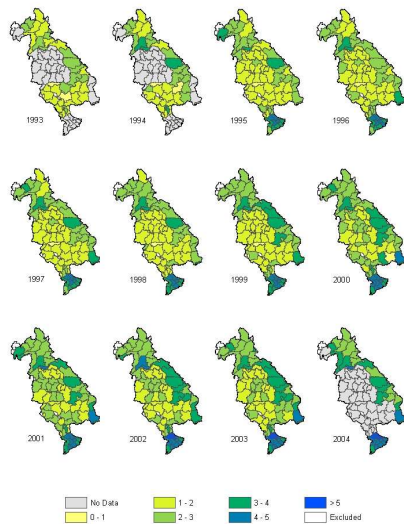 1993 1994 1995 1996
1997 1998 1999 2000
2001 2002 2003 2004
No Data 1 - 2 3 - 4 > 5
0 - 1 2 - 3 4 - 5 Excluded